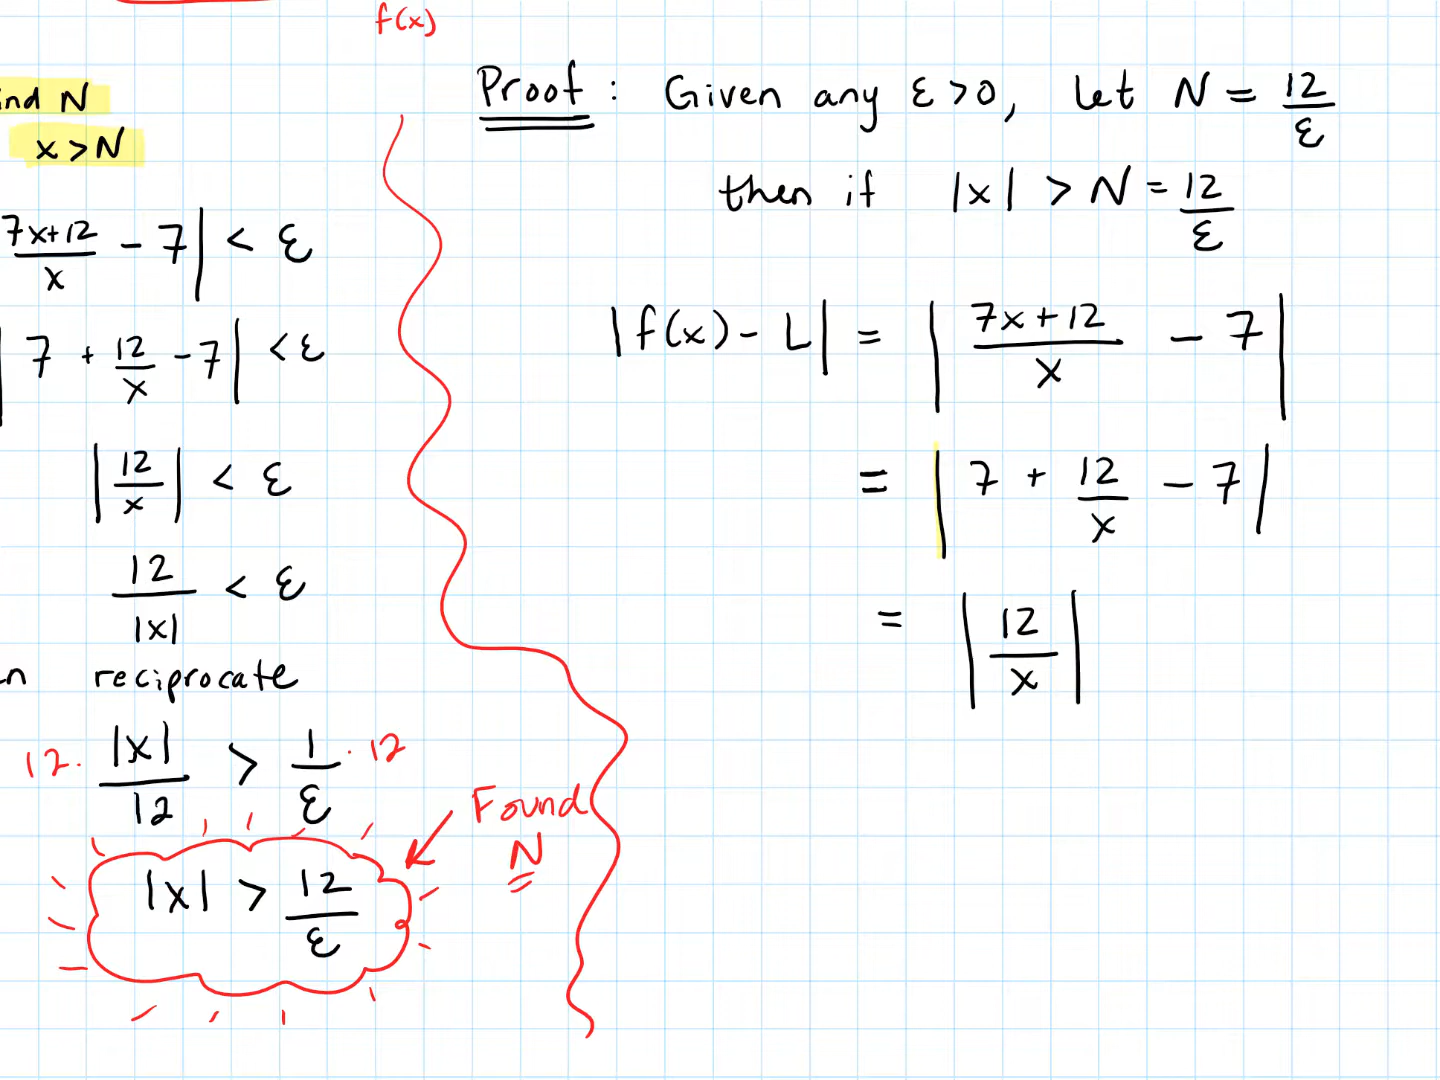 f(x)
ind N
x > N
7x+12/x - 7| < ε
|7 + 12/x - 7| < ε
|12/x| < ε
12/|x| < ε
n reciprocate
12 · |x|/12 > 1/ε · 12
|x| > 12/ε
Found
N
Proof : Given any ε > 0, let N = 12/ε
then if |x| > N = 12/ε
|f(x) - L| = |7x+12/x - 7|
= |7 + 12/x - 7|
= |12/x|